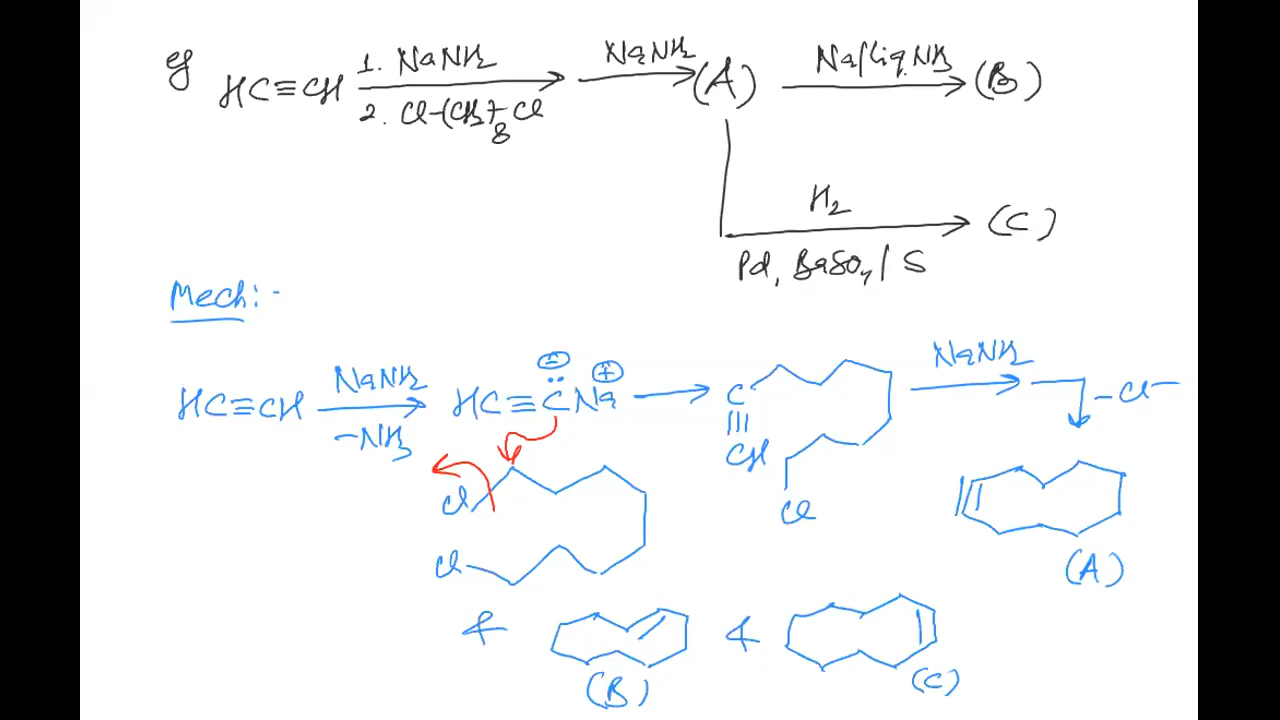 eg HC≡CH 1. NaNH₂ 2. Cl-(CH₂)₈-Cl NaNH₂ (A) Na/liq.NH₃ (B)
H₂ Pd, BaSO₄/S (C)
Mech:-
HC≡CH NaNH₂ -NH₃ HC≡C Na NaNH₂
⊖ ⊕
C
|||
CH
-Cl⁻
Cl Cl
Cl
(A)
& & 
(B) (C)